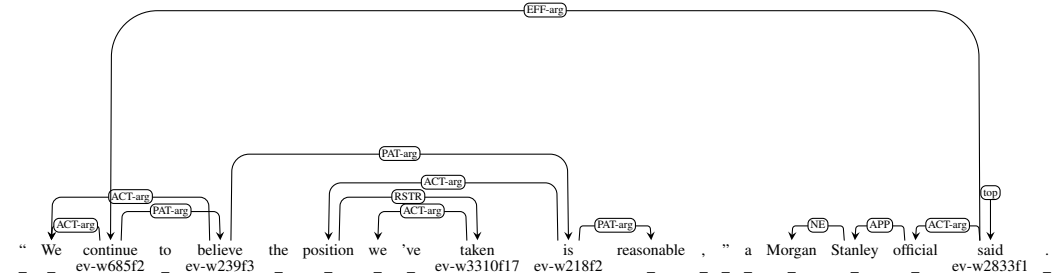 EFF-arg
PAT-arg
ACT-arg
ACT-arg RSTR top
PAT-arg ACT-arg
ACT-arg PAT-arg NE APP ACT-arg
“ We continue to believe the position we 've taken is reasonable , ” a Morgan Stanley official said .
_ _ ev-w685f2 _ ev-w239f3 _ _ _ _ ev-w3310f17 ev-w218f2 _ _ _ _ _ _ _ ev-w2833f1 _